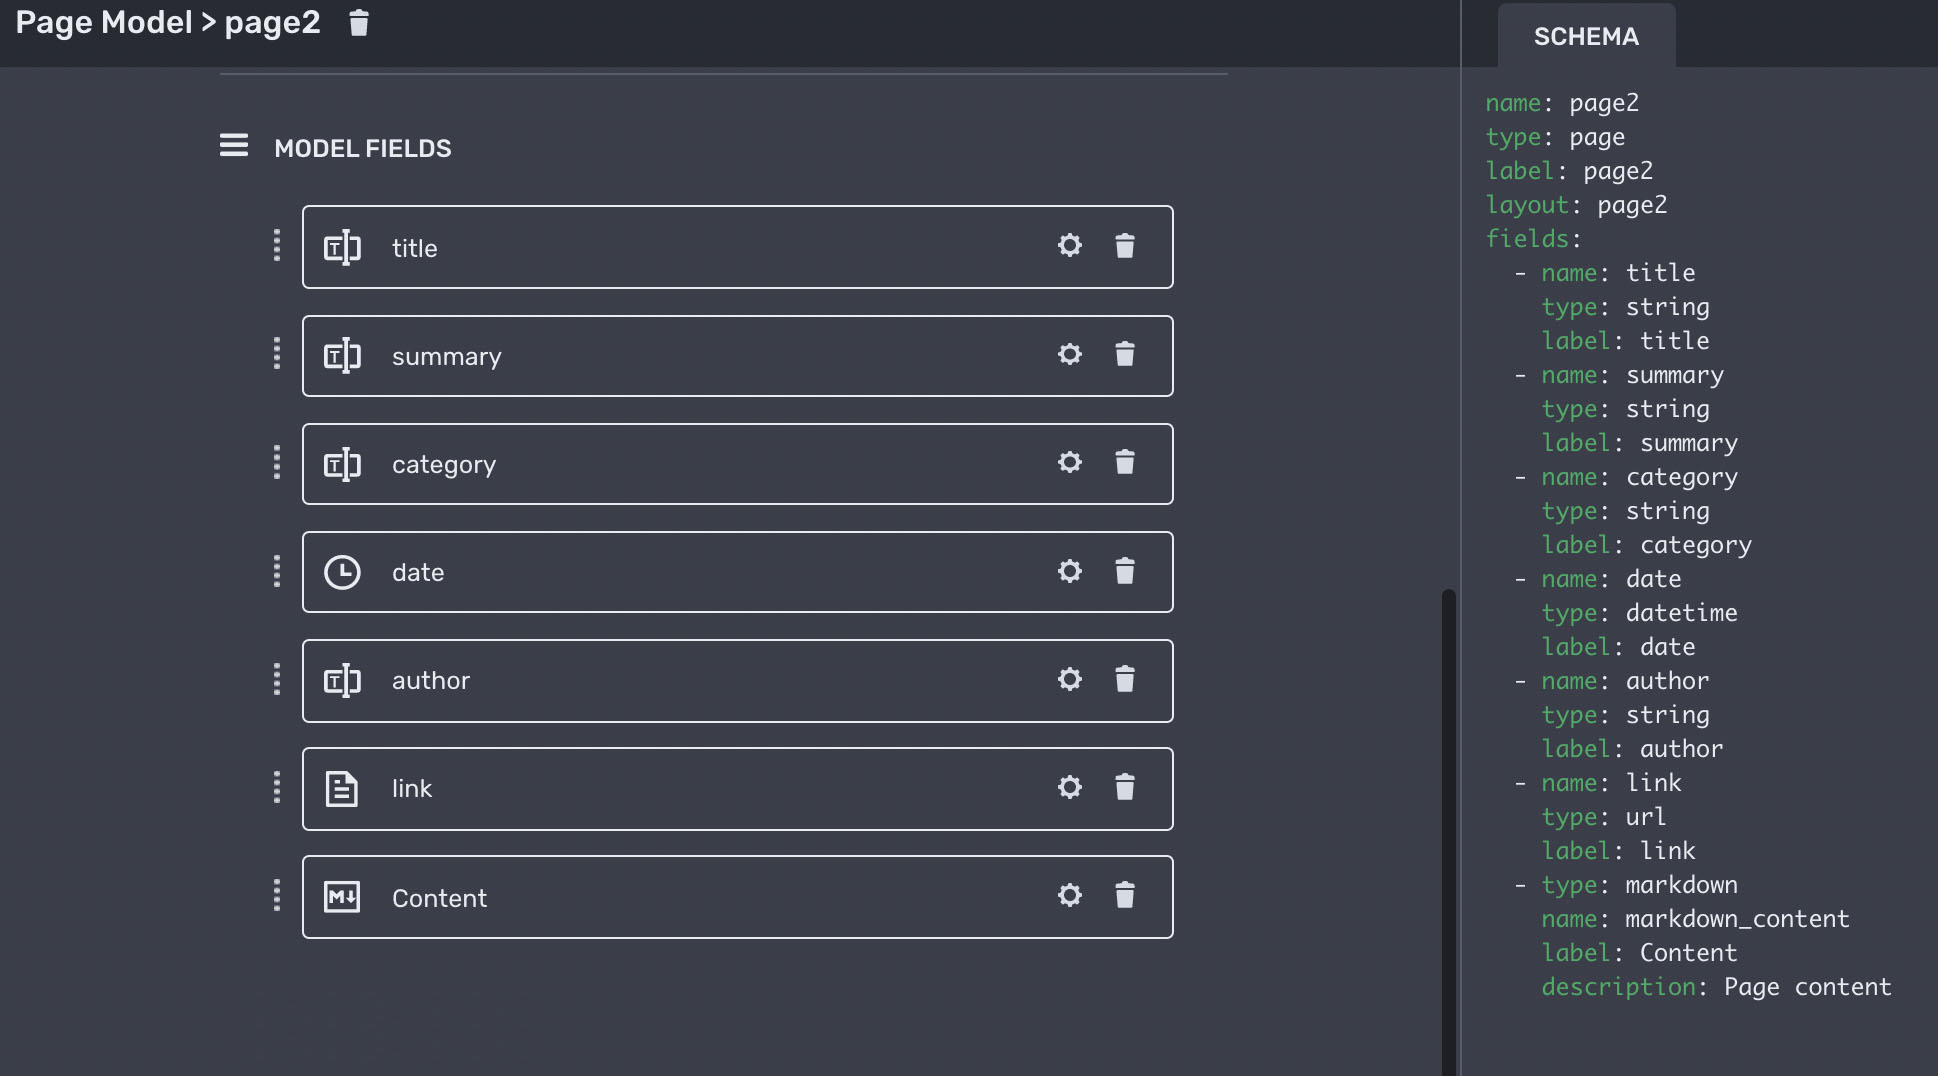 Page Model > page2
MODEL FIELDS
title
summary
category
date
author
link
Content
SCHEMA
name: page2
type: page
label: page2
layout: page2
fields:
- name: title
type: string
label: title
- name: summary
type: string
label: summary
- name: category
type: string
label: category
- name: date
type: datetime
label: date
- name: author
type: string
label: author
- name: link
type: url
label: link
- type: markdown
name: markdown_content
label: Content
description: Page content